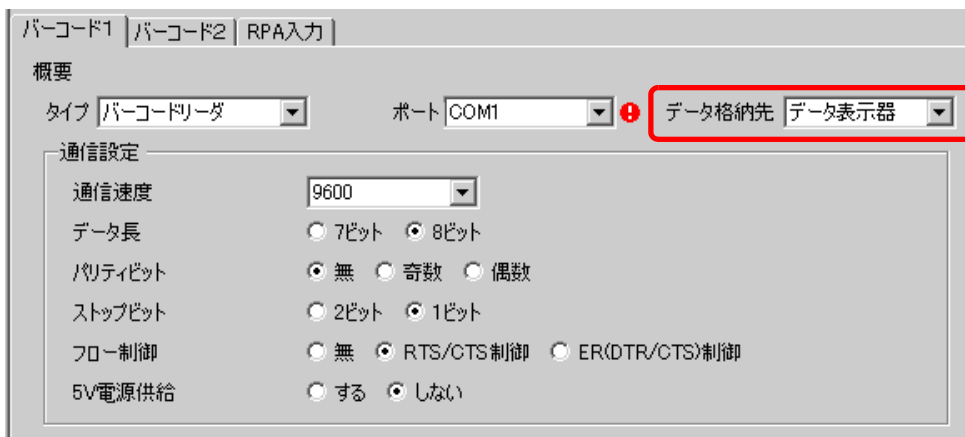 バーコード1 バーコード2 RPA入力
概要
タイプ バーコードリーダ ポート COM1 データ格納先 データ表示器
通信設定
通信速度 9600
データ長 7ビット 8ビット
パリティビット 無 奇数 偶数
ストップビット 2ビット 1ビット
フロー制御 無 RTS/CTS制御 ER(DTR/CTS)制御
5V電源供給 する しない